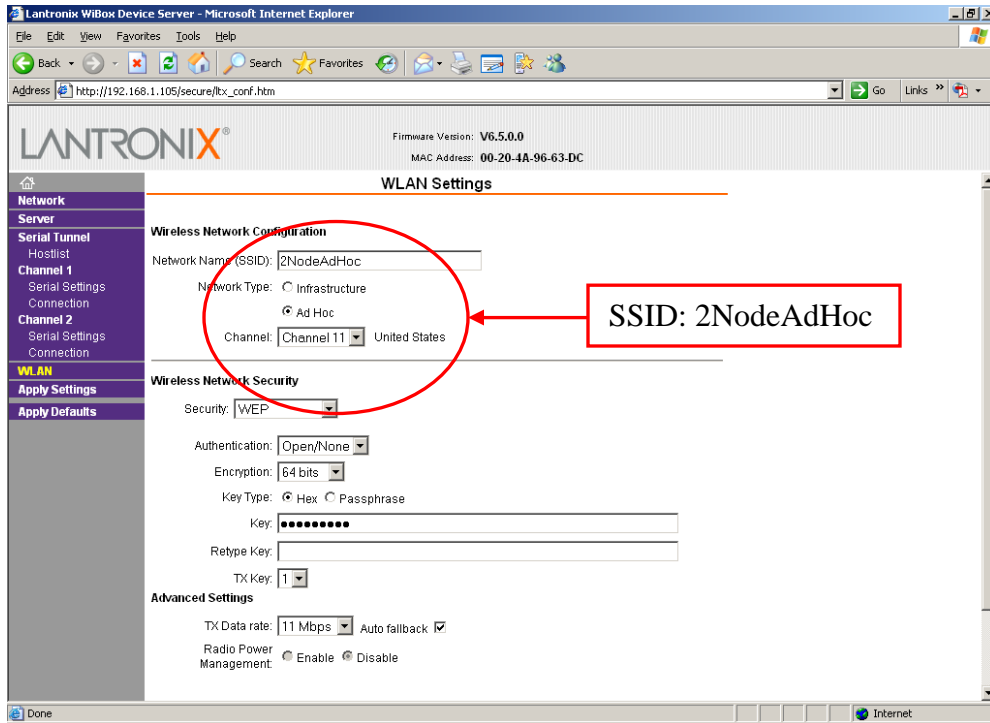 Lantronix WiBox Device Server - Microsoft Internet Explorer
File Edit View Favorites Tools Help
Back Search Favorites
Address http://192.168.1.105/secure/ltx_conf.htm Go Links »
LANTRONIX®
Firmware Version: V6.5.0.0
MAC Address: 00-20-4A-96-63-DC
Network
Server
Serial Tunnel
Hostlist
Channel 1
Serial Settings
Connection
Channel 2
Serial Settings
Connection
WLAN
Apply Settings
Apply Defaults
WLAN Settings
Wireless Network Configuration
Network Name (SSID): 2NodeAdHoc
Network Type: Infrastructure
Ad Hoc
Channel: Channel 11 United States
SSID: 2NodeAdHoc
Wireless Network Security
Security: WEP
Authentication: Open/None
Encryption: 64 bits
Key Type: Hex Passphrase
Key: •••••••••
Retype Key:
TX Key: 1
Advanced Settings
TX Data rate: 11 Mbps Auto fallback
Radio Power
Management: Enable Disable
Done Internet